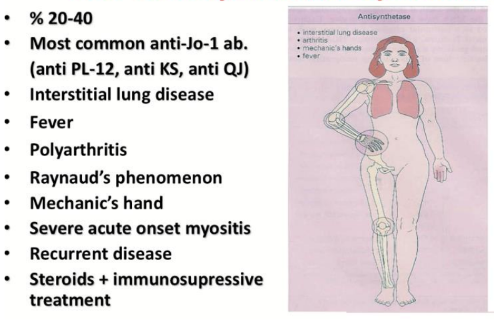 • % 20-40
• Most common anti-Jo-1 ab.
(anti PL-12, anti KS, anti QJ)
• Interstitial lung disease
• Fever
• Polyarthritis
• Raynaud's phenomenon
• Mechanic's hand
• Severe acute onset myositis
• Recurrent disease
• Steroids + immunosupressive
treatment
Antisynthetase
• interstitial lung disease
• arthritis
• mechanic's hands
• fever